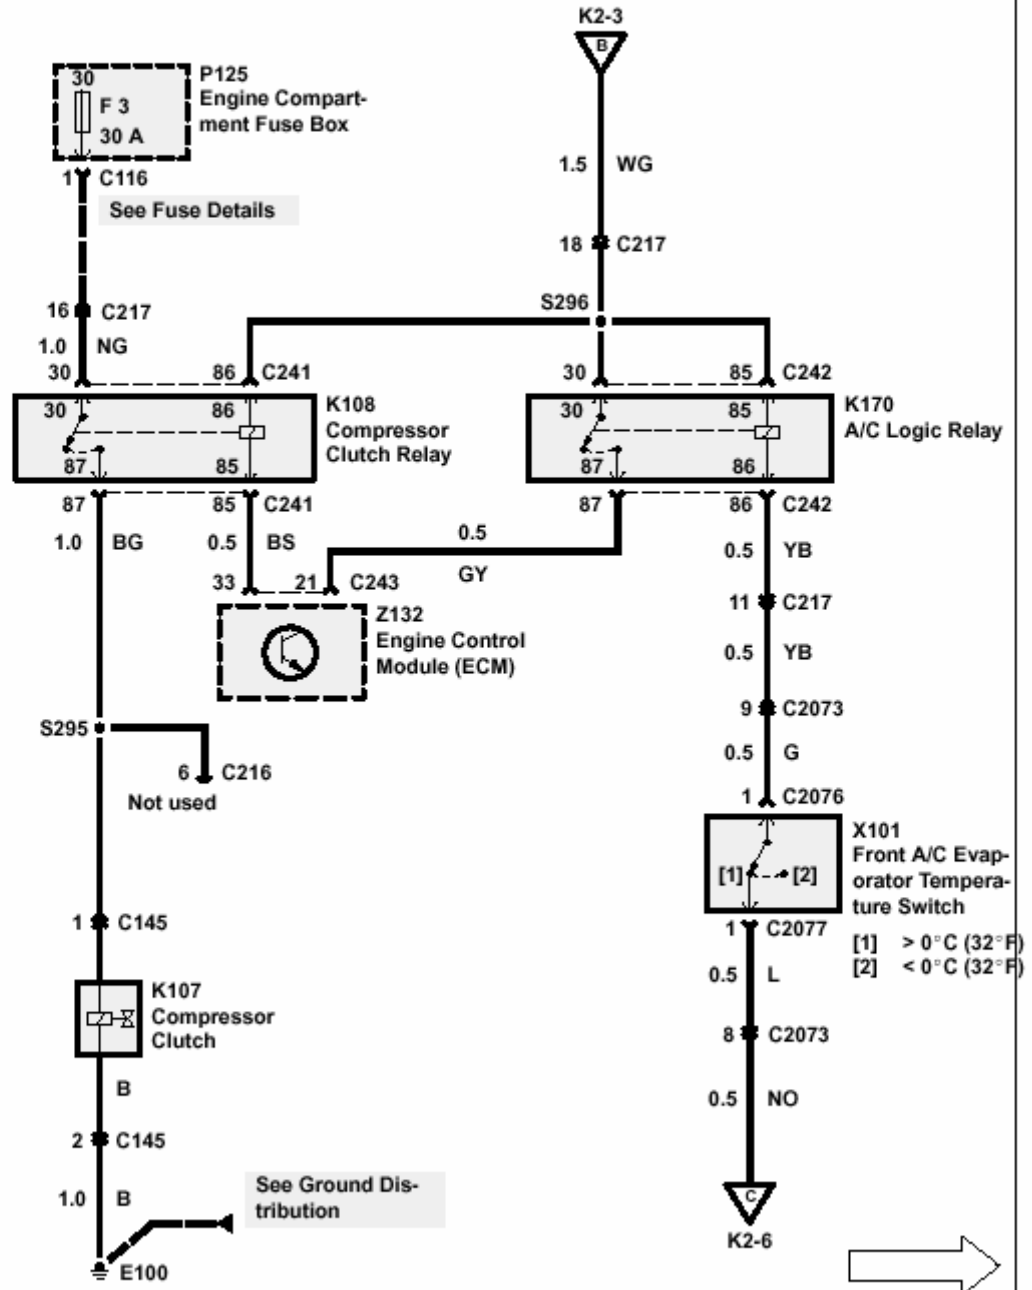 K2-3
B
P125
Engine Compart-
ment Fuse Box
30
F 3
30 A
1 C116
See Fuse Details
1.5 WG
18 C217
S296
16 C217
1.0 NG
30 86 C241
30 85 C242
30 86
K108
Compressor
Clutch Relay
87 85
30 85
K170
A/C Logic Relay
87 86
87 85 C241
87 86 C242
1.0 BG
0.5 BS
0.5
GY
0.5 YB
33 21 C243
Z132
Engine Control
Module (ECM)
11 C217
0.5 YB
9 C2073
0.5 G
S295
6 C216
Not used
1 C2076
X101
Front A/C Evap-
orator Tempera-
ture Switch
[1] [2]
[1] > 0°C (32°F)
[2] < 0°C (32°F)
1 C2077
0.5 L
8 C2073
0.5 NO
1 C145
K107
Compressor
Clutch
B
2 C145
1.0 B
See Ground Dis-
tribution
E100
C
K2-6